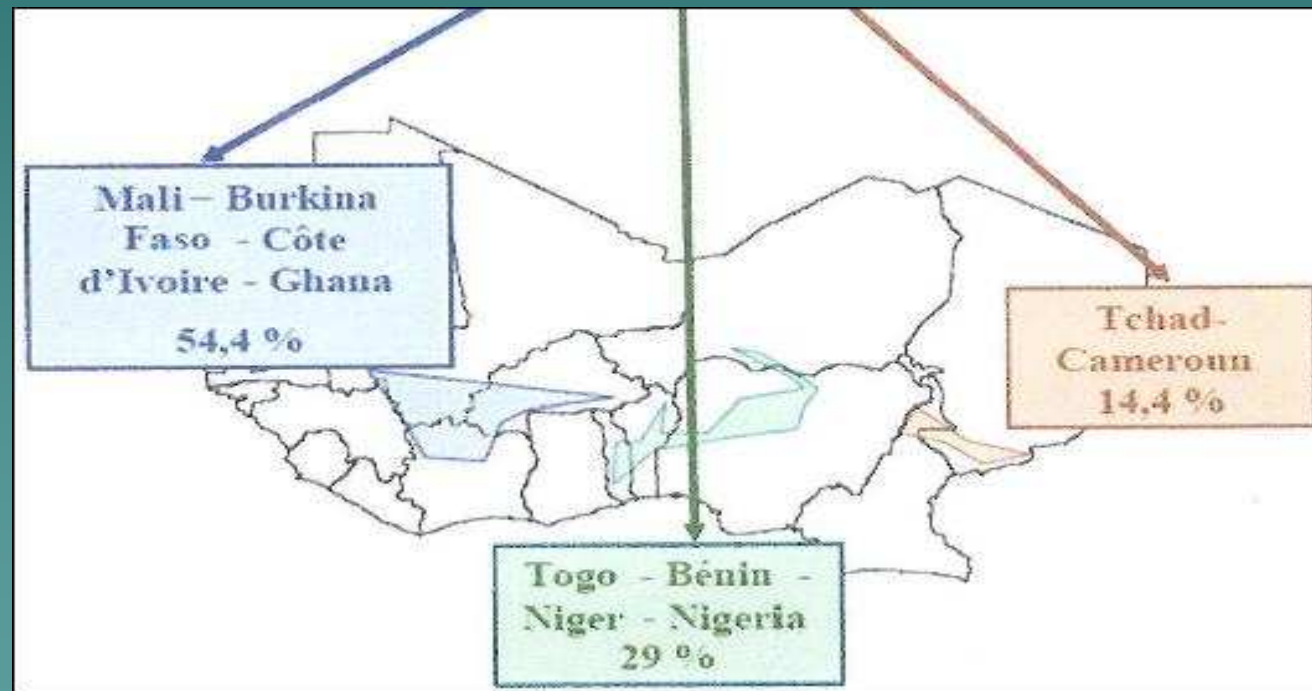 Mali – Burkina
Faso - Côte
d'Ivoire - Ghana
54,4 %
Tchad-
Cameroun
14,4 %
Togo - Bénin -
Niger - Nigeria
29 %